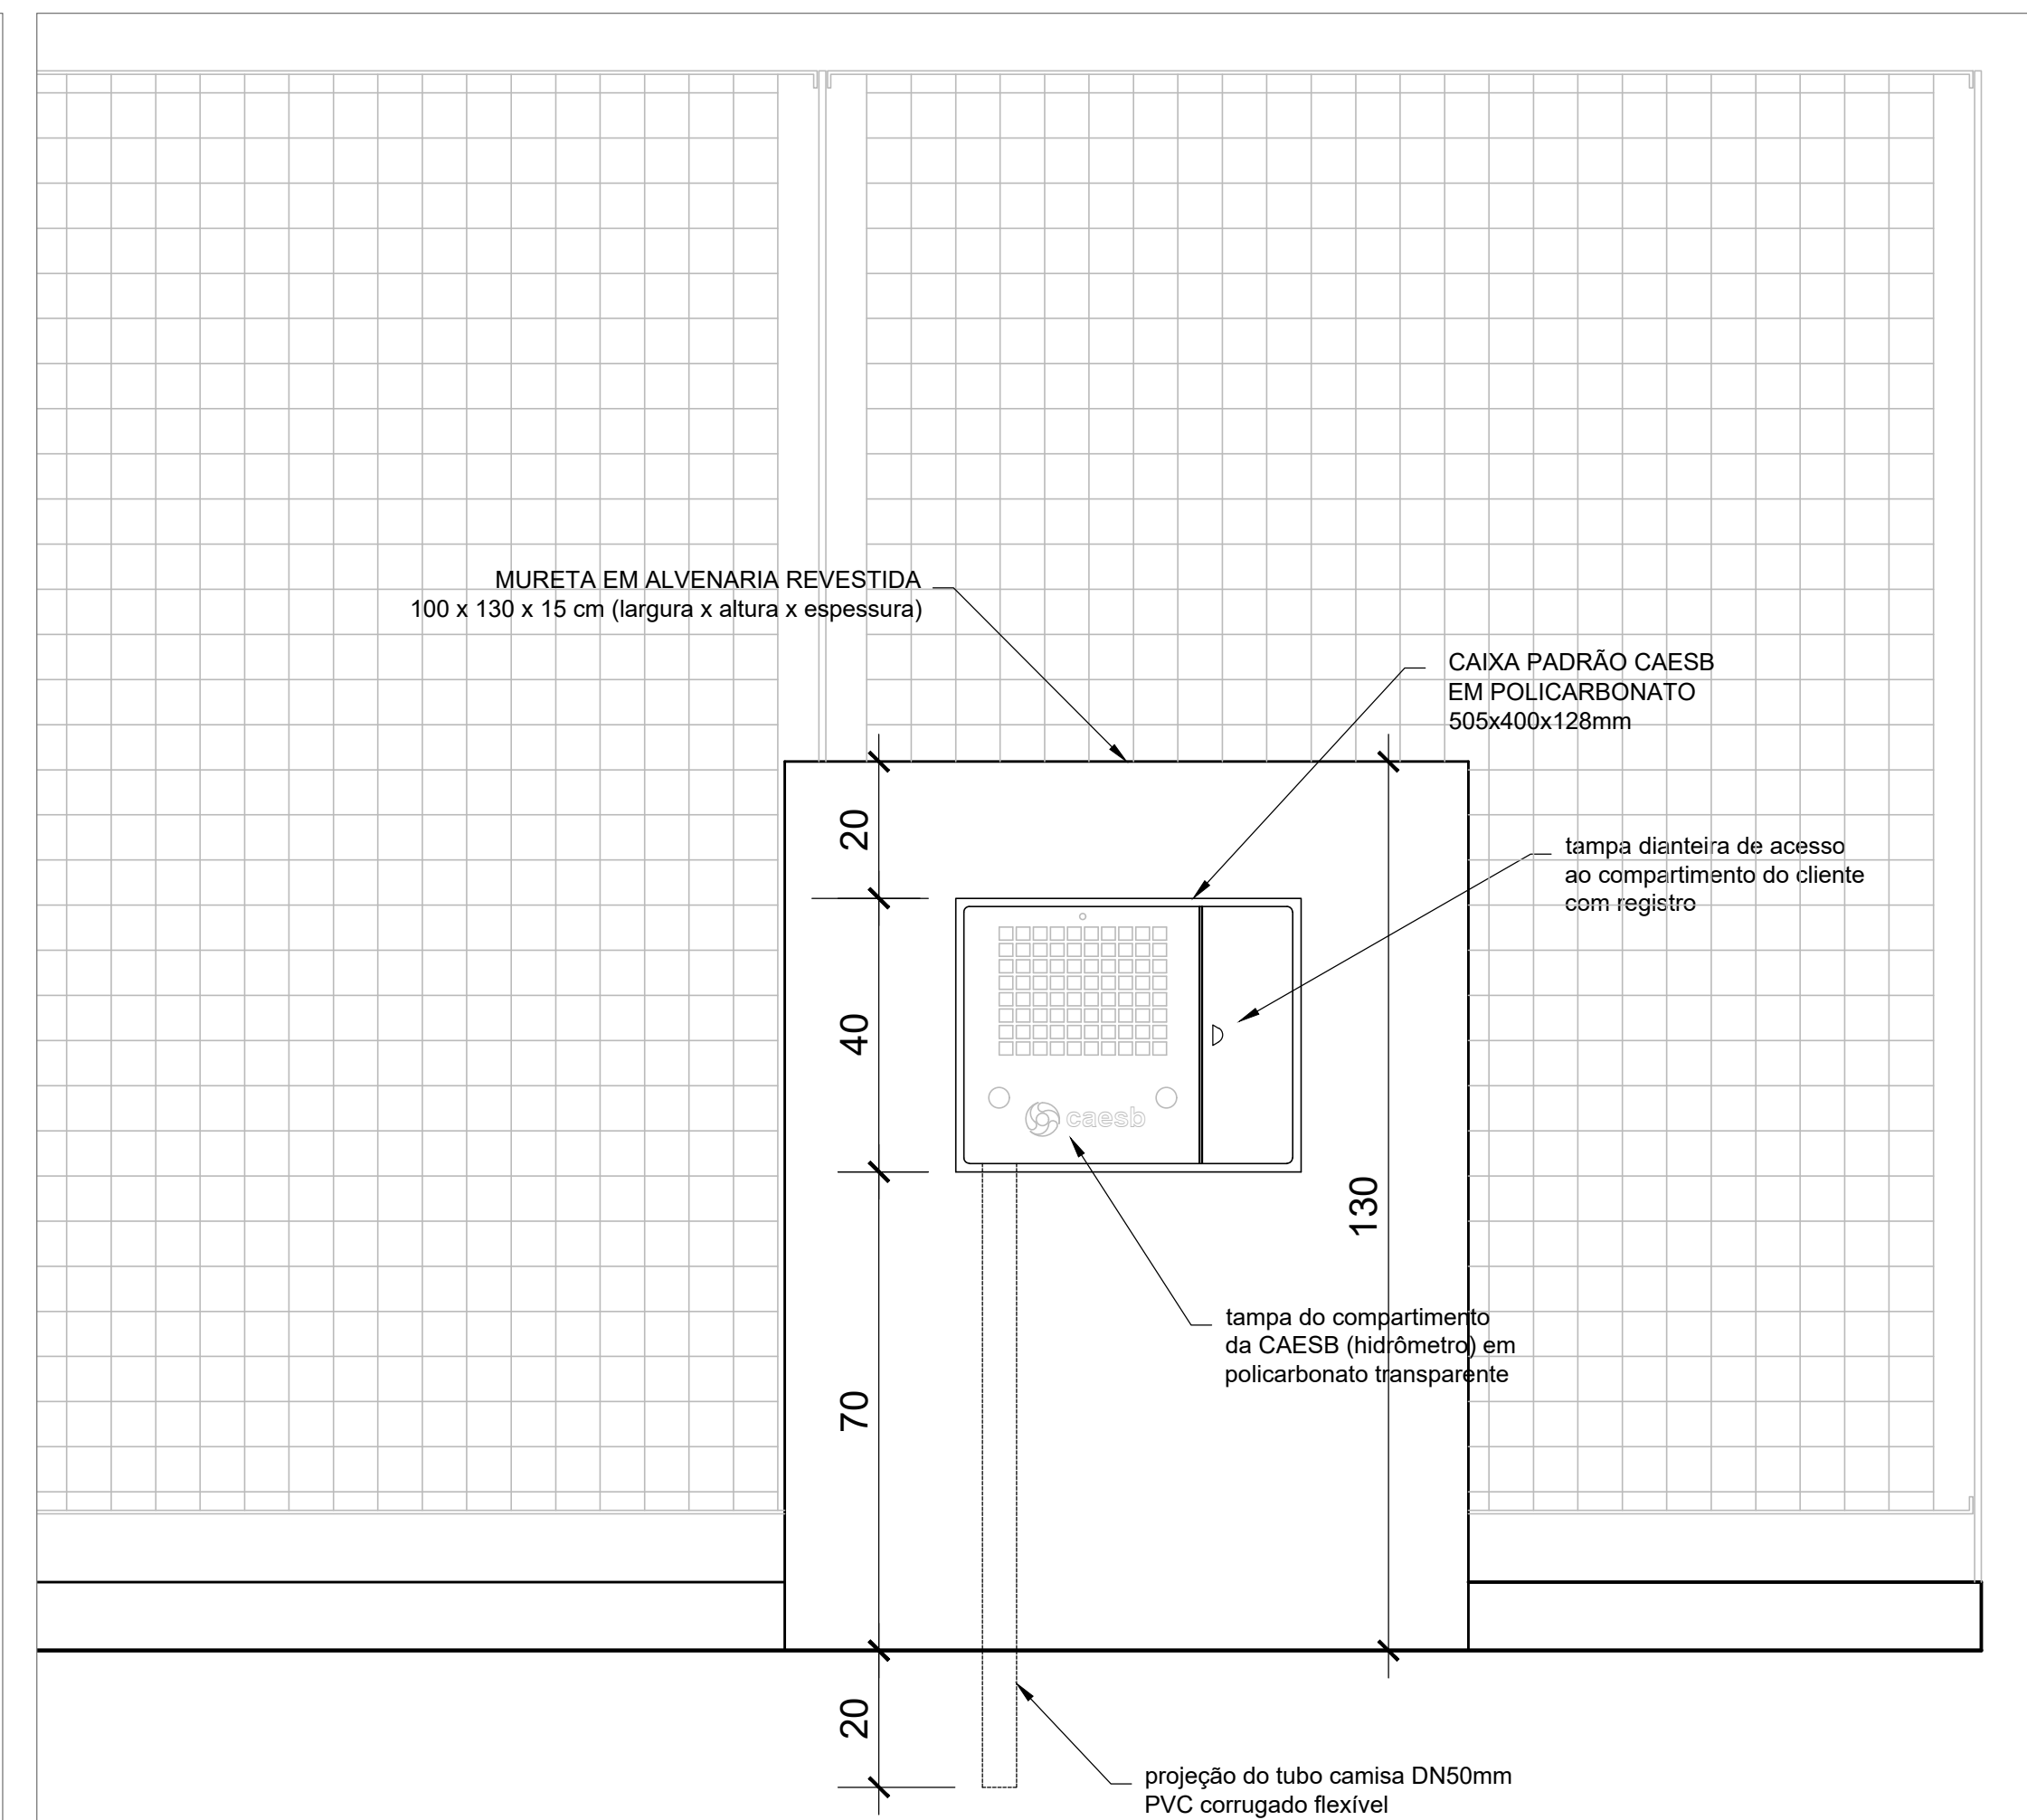 MURETA EM ALVENARIA REVESTIDA
100 x 130 x 15 cm (largura x altura x espessura)
CAIXA PADRÃO CAESB
EM POLICARBONATO
505x400x128mm
20
tampa dianteira de acesso
ao compartimento do cliente
com registro
40
caesb
130
tampa do compartimento
da CAESB (hidrômetro) em
policarbonato transparente
70
20
projeção do tubo camisa DN50mm
PVC corrugado flexível